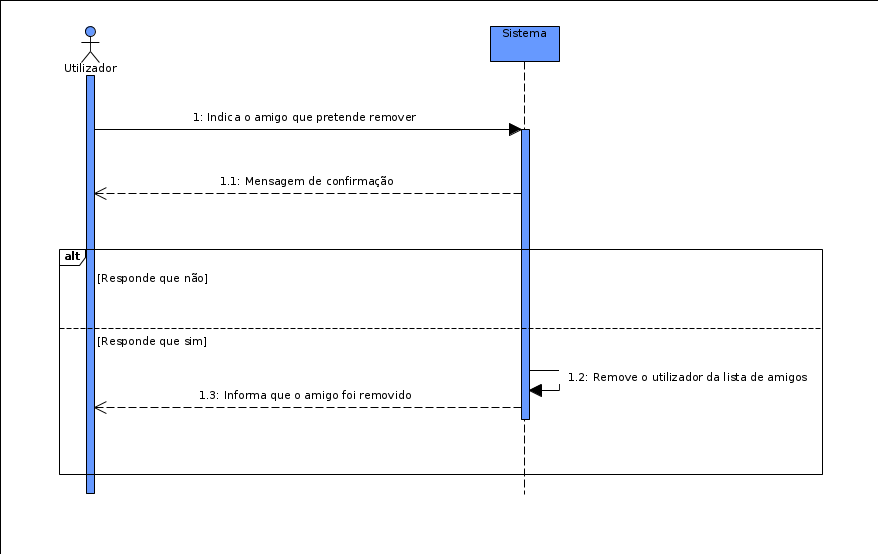 Utilizador
Sistema
1: Indica o amigo que pretende remover
1.1: Mensagem de confirmação
alt
[Responde que não]
[Responde que sim]
1.2: Remove o utilizador da lista de amigos
1.3: Informa que o amigo foi removido